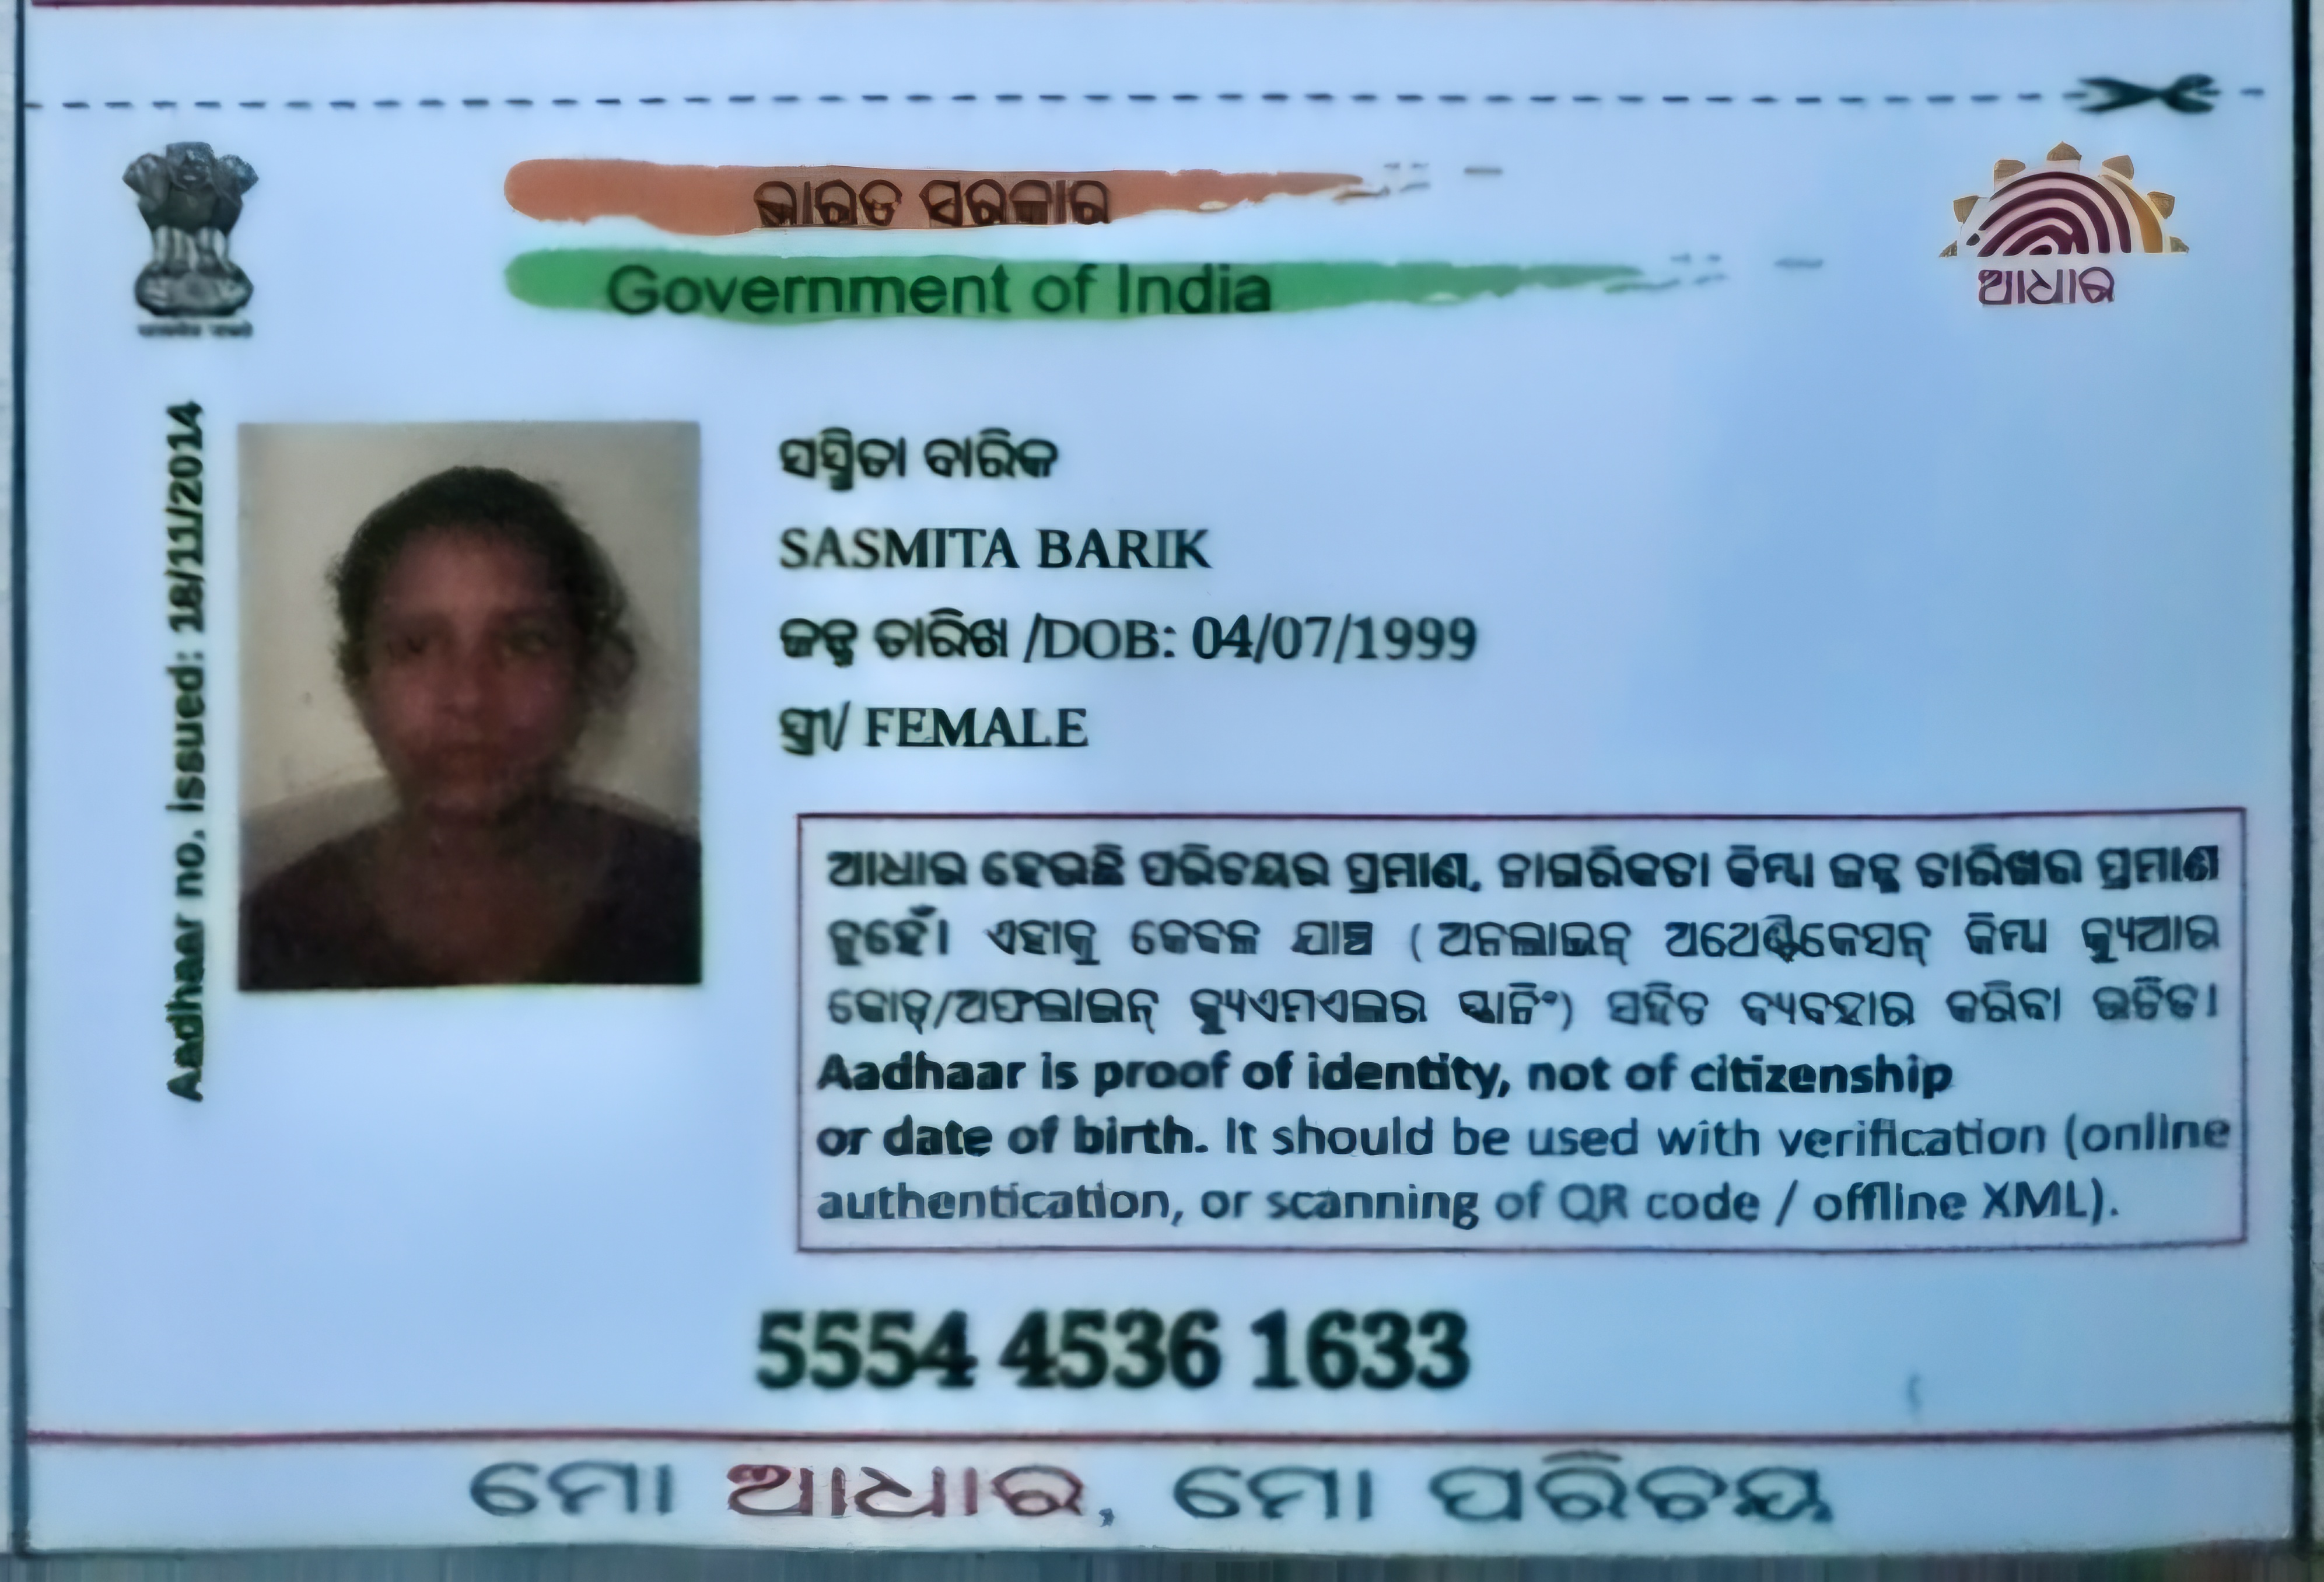 ଭାରତ ସରକାର
Government of India
ଆଧାର
Aadhaar no. issued: 18/11/2014
ସସ୍ମିତା ବାରିକ
SASMITA BARIK
ଜନ୍ମ ତାରିଖ /DOB: 04/07/1999
ସ୍ତ୍ରୀ/ FEMALE
ଆଧାର ହେଉଛି ପରିଚୟର ପ୍ରମାଣ, ନାଗରିକତା କିମ୍ବା ଜନ୍ମ ତାରିଖର ପ୍ରମାଣ
ନୁହେଁ। ଏହାକୁ କେବଳ ଯାଞ୍ଚ (ଅନଲାଇନ୍ ଅଥେଣ୍ଟିକେସନ୍ କିମ୍ବା କ୍ୟୁଆର
କୋଡ୍/ଅଫଲାଇନ୍ କ୍ୟୁଏମଏଲର ସ୍କାନିଂ) ସହିତ ବ୍ୟବହାର କରିବା ଉଚିତ।
Aadhaar is proof of identity, not of citizenship
or date of birth. It should be used with verification (online
authentication, or scanning of QR code / offline XML).
5554 4536 1633
ମୋ ଆଧାର, ମୋ ପରିଚୟ